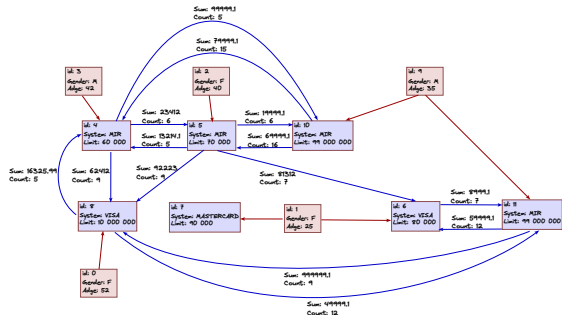 Sum: 99999.1
Count: 5
Sum: 79999.1
Count: 15
id: 3
Gender: M
Adge: 42
id: 2
Gender: F
Adge: 40
id: 9
Gender: M
Adge: 35
Sum: 23412
Count: 6
Sum: 19999.1
Count: 6
id: 4
System: MIR
Limit: 60 000
Sum: 13214.1
Count: 5
id: 5
System: MIR
Limit: 70 000
Sum: 69999.1
Count: 16
id: 10
System: MIR
Limit: 99 000 000
Sum: 16325.99
Count: 5
Sum: 62412
Count: 9
Sum: 92223
Count: 9
Sum: 81312
Count: 7
Sum: 8999.1
Count: 7
id: 8
System: VISA
Limit: 10 000 000
id: 7
System: MASTERCARD
Limit: 90 000
id: 1
Gender: F
Adge: 25
id: 6
System: VISA
Limit: 80 000
Sum: 59999.1
Count: 12
id: 11
System: MIR
Limit: 99 000 000
id: 0
Gender: F
Adge: 52
Sum: 999999.1
Count: 9
Sum: 49999.1
Count: 12